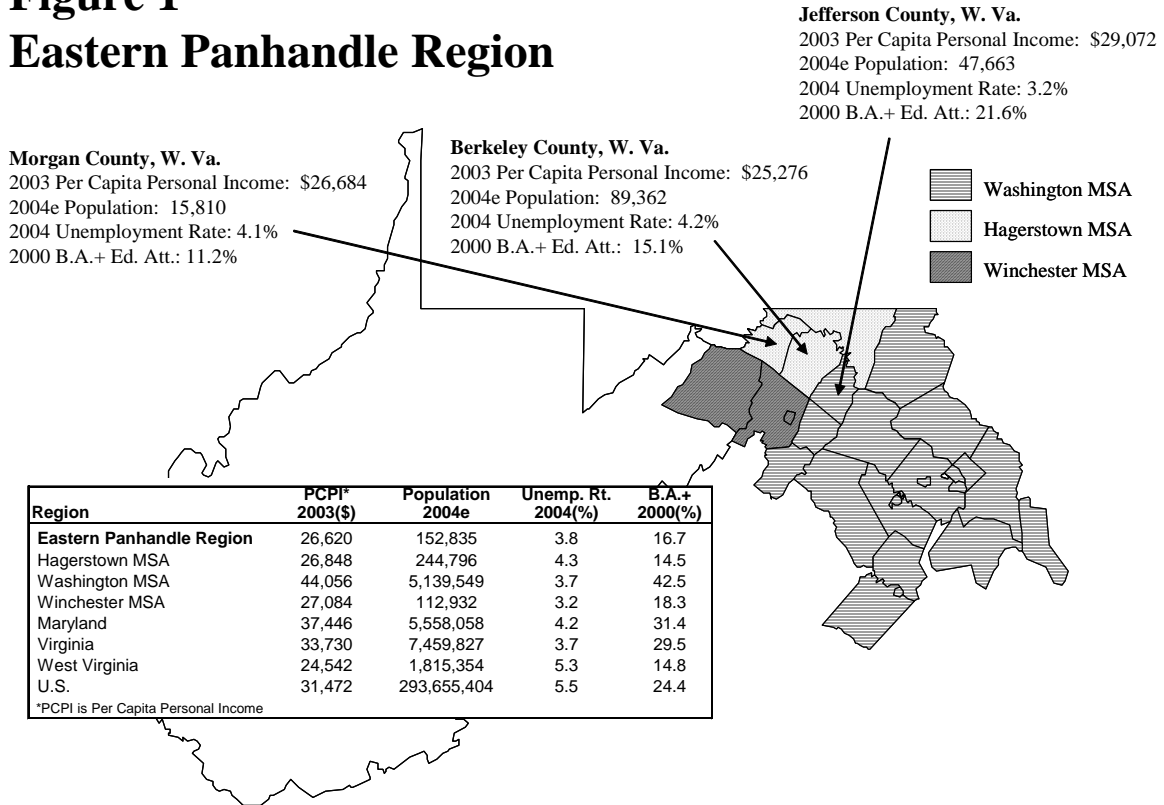 Figure 1
Eastern Panhandle Region
Jefferson County, W. Va.
2003 Per Capita Personal Income: $29,072
2004e Population: 47,663
2004 Unemployment Rate: 3.2%
2000 B.A.+ Ed. Att.: 21.6%
Morgan County, W. Va.
2003 Per Capita Personal Income: $26,684
2004e Population: 15,810
2004 Unemployment Rate: 4.1%
2000 B.A.+ Ed. Att.: 11.2%
Berkeley County, W. Va.
2003 Per Capita Personal Income: $25,276
2004e Population: 89,362
2004 Unemployment Rate: 4.2%
2000 B.A.+ Ed. Att.: 15.1%
Washington MSA
Hagerstown MSA
Winchester MSA
PCPI* Population Unemp. Rt. B.A.+
Region 2003($) 2004e 2004(%) 2000(%)
Eastern Panhandle Region 26,620 152,835 3.8 16.7
Hagerstown MSA 26,848 244,796 4.3 14.5
Washington MSA 44,056 5,139,549 3.7 42.5
Winchester MSA 27,084 112,932 3.2 18.3
Maryland 37,446 5,558,058 4.2 31.4
Virginia 33,730 7,459,827 3.7 29.5
West Virginia 24,542 1,815,354 5.3 14.8
U.S. 31,472 293,655,404 5.5 24.4
*PCPI is Per Capita Personal Income